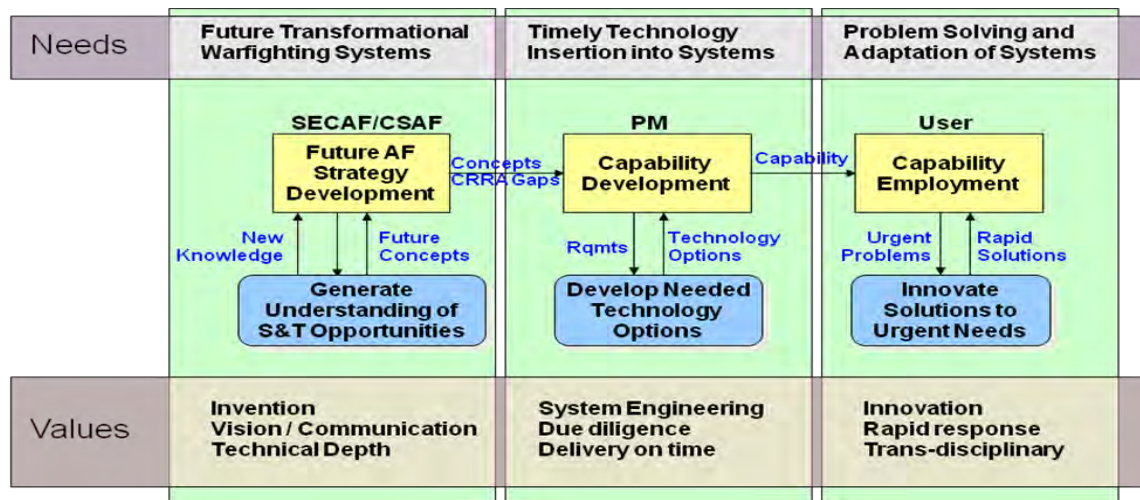 Needs
Future Transformational
Warfighting Systems
Timely Technology
Insertion into Systems
Problem Solving and
Adaptation of Systems
SECAF/CSAF
Future AF
Strategy
Development
Concepts
CRRA Gaps
PM
Capability
Development
Capability
User
Capability
Employment
New
Knowledge
Future
Concepts
Rqmts
Technology
Options
Urgent
Problems
Rapid
Solutions
Generate
Understanding of
S&T Opportunities
Develop Needed
Technology
Options
Innovate
Solutions to
Urgent Needs
Values
Invention
Vision / Communication
Technical Depth
System Engineering
Due diligence
Delivery on time
Innovation
Rapid response
Trans-disciplinary